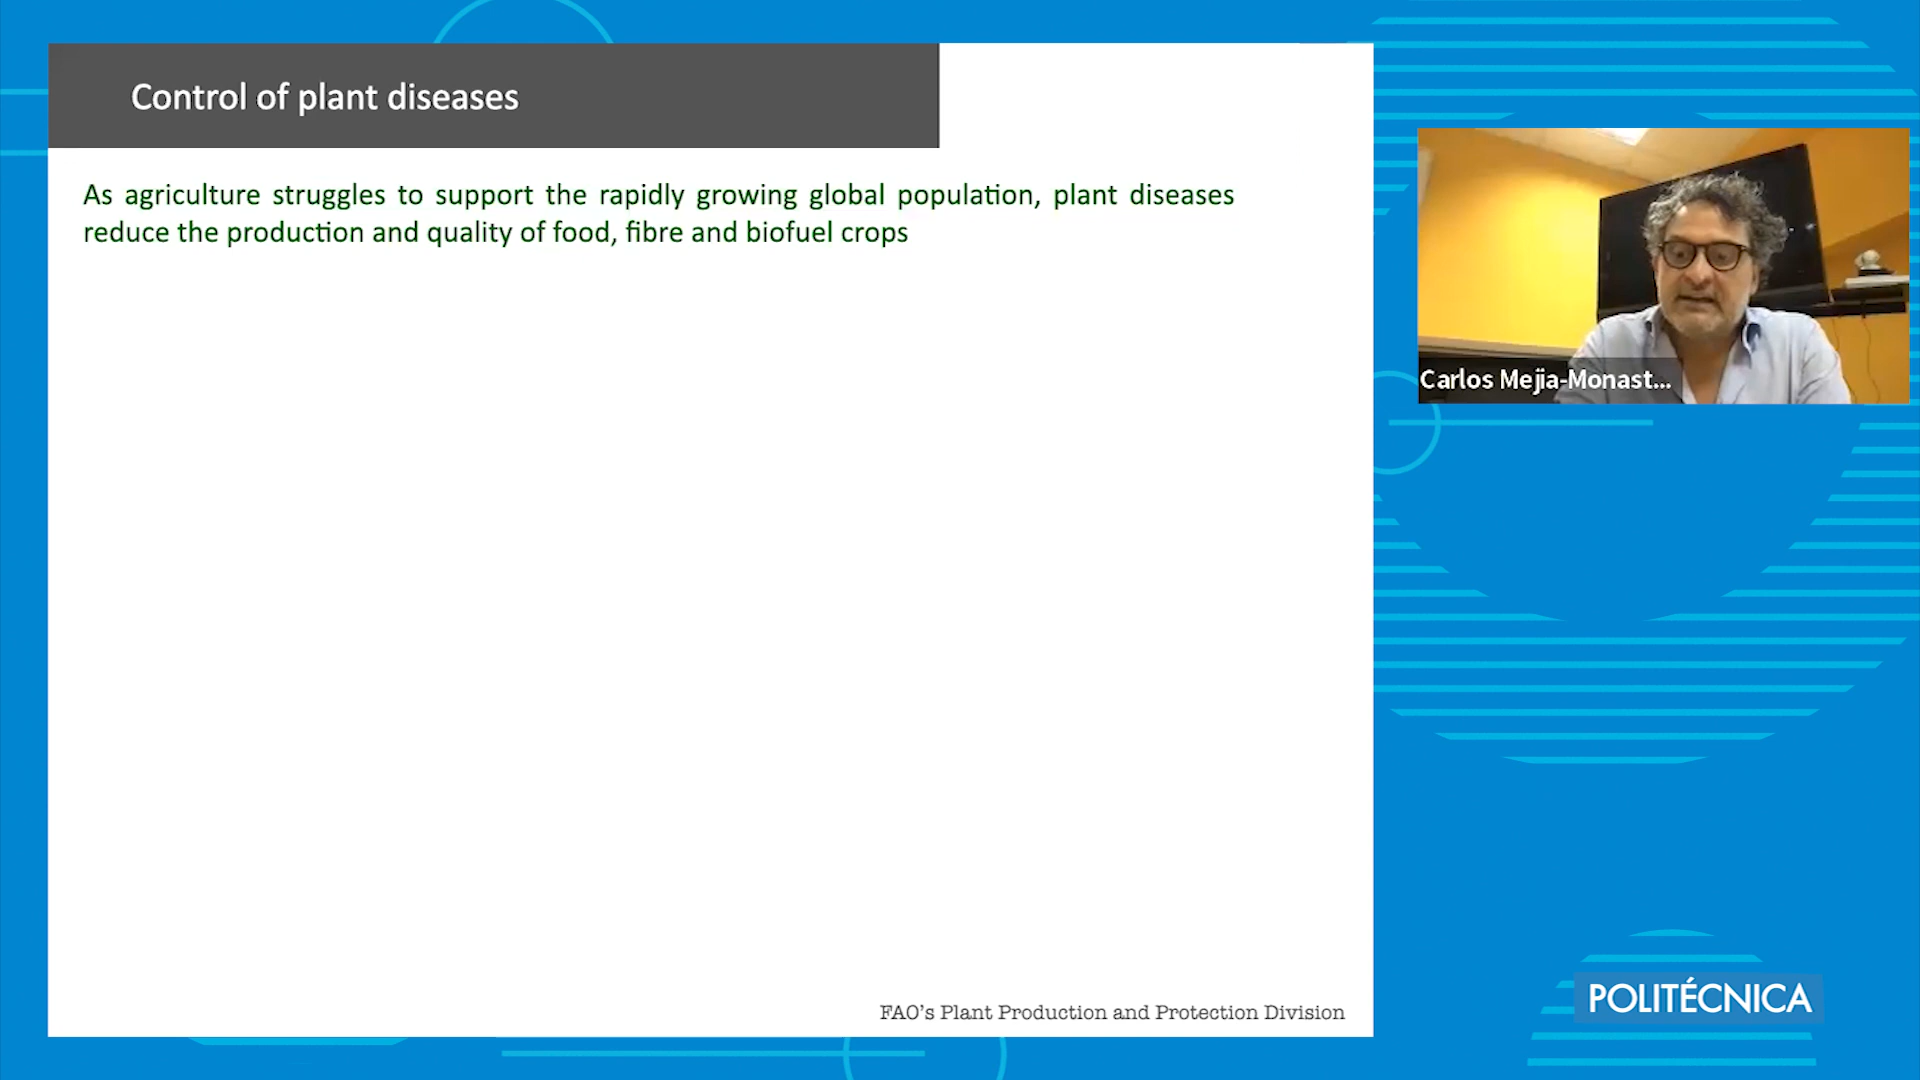 Control of plant diseases
As agriculture struggles to support the rapidly growing global population, plant diseases
reduce the production and quality of food, fibre and biofuel crops
Carlos Mejia-Monast...
FAO's Plant Production and Protection Division
POLITÉCNICA